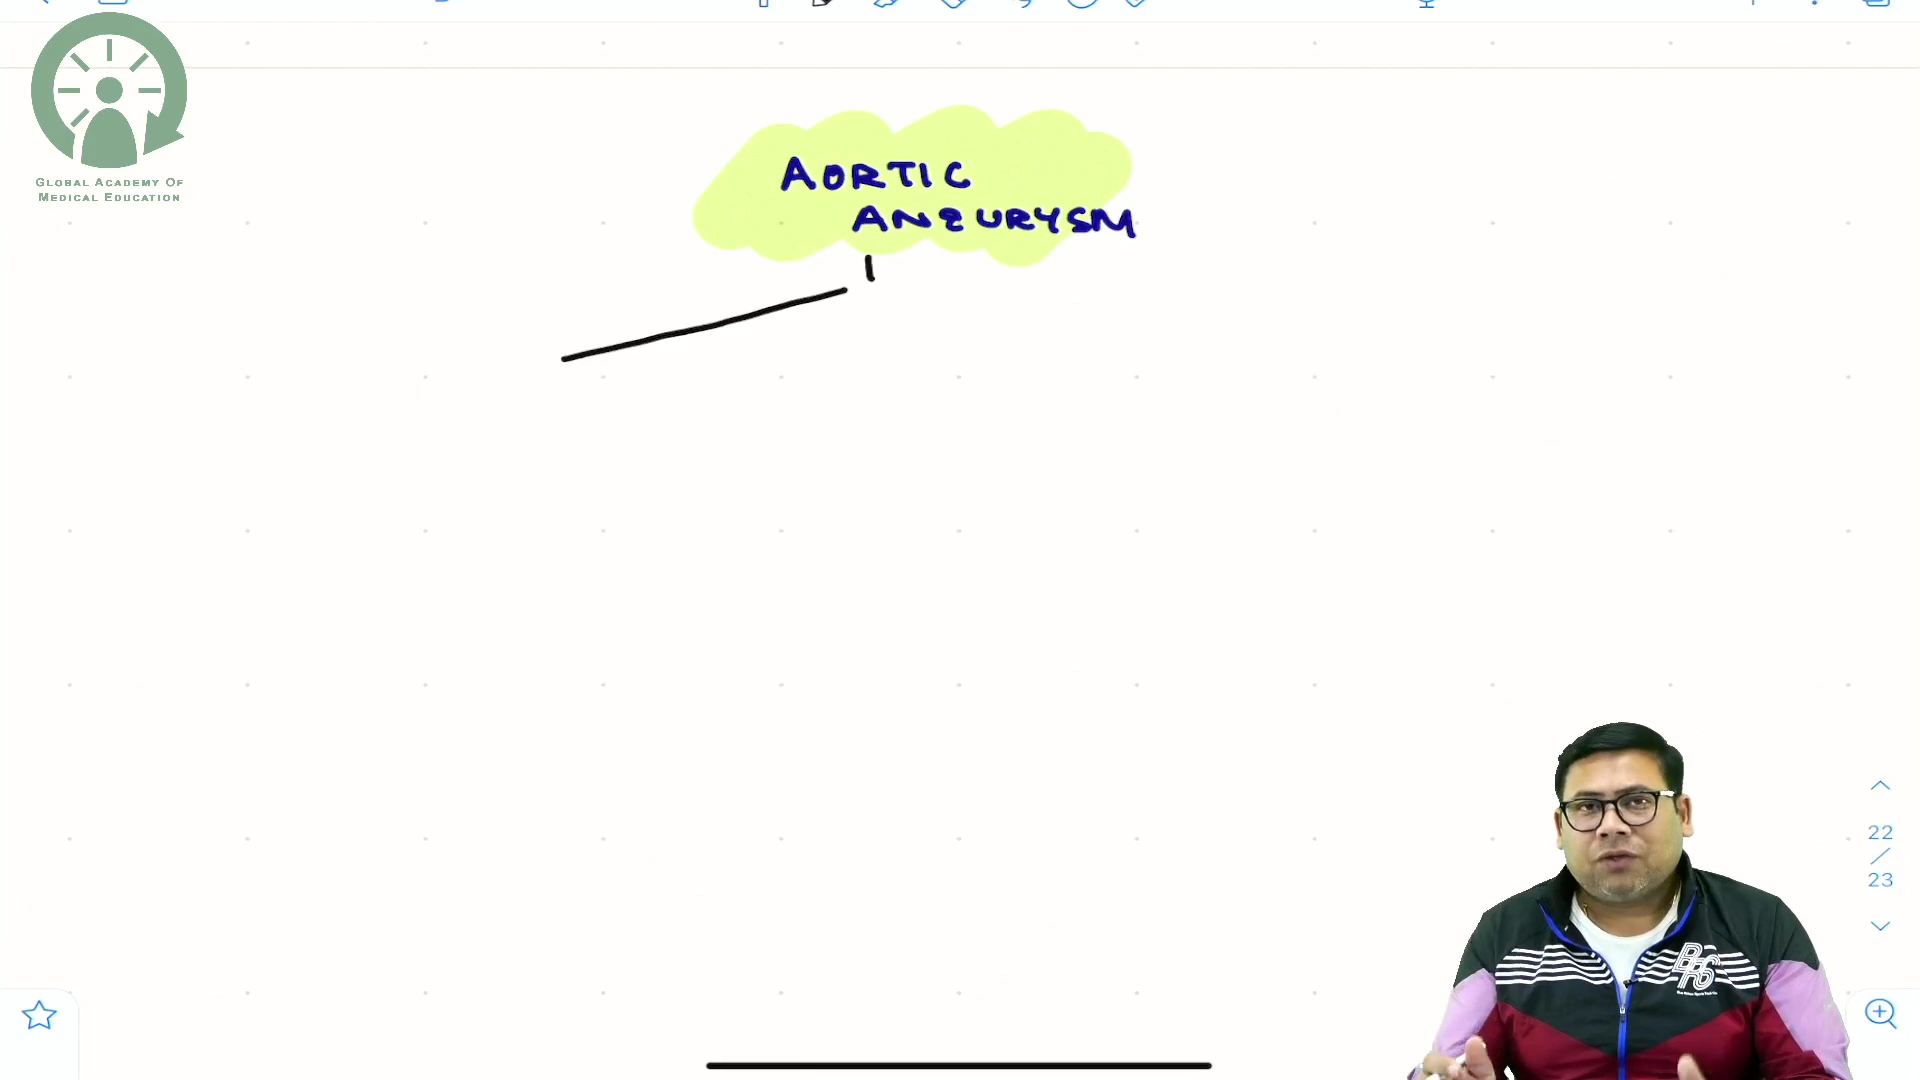 GLOBAL ACADEMY OF
MEDICAL EDUCATION
AORTIC
ANEURYSM
22
/
23